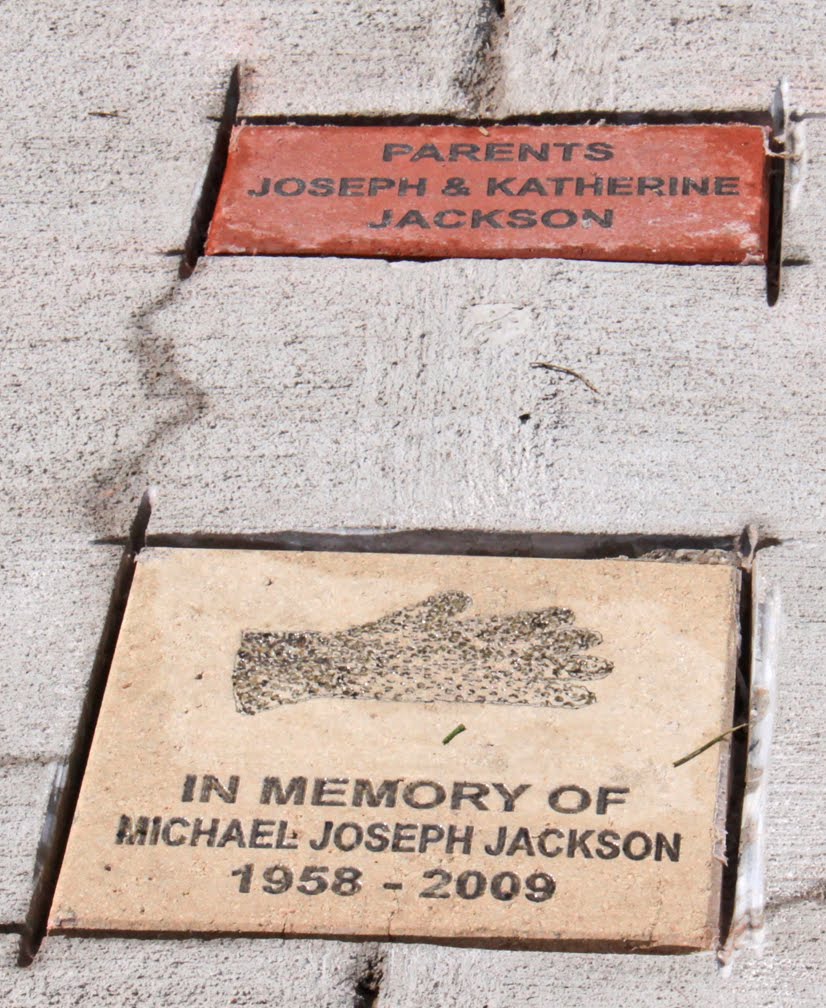 PARENTS
JOSEPH & KATHERINE
JACKSON
IN MEMORY OF
MICHAEL JOSEPH JACKSON
1958 - 2009